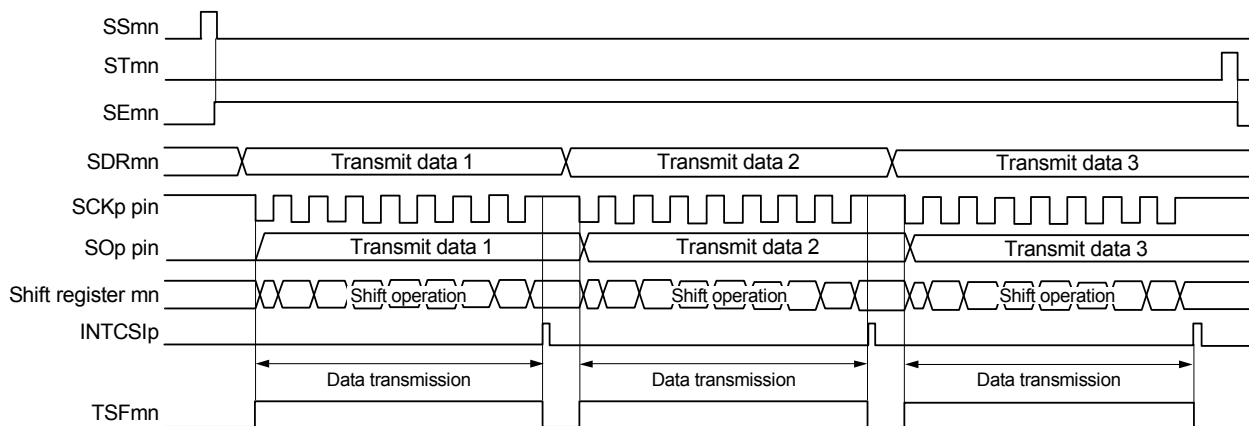 SSmn
STmn
SEmn
SDRmn Transmit data 1 Transmit data 2 Transmit data 3
SCKp pin
SOp pin Transmit data 1 Transmit data 2 Transmit data 3
Shift register mn Shift operation Shift operation Shift operation
INTCSIp
Data transmission Data transmission Data transmission
TSFmn